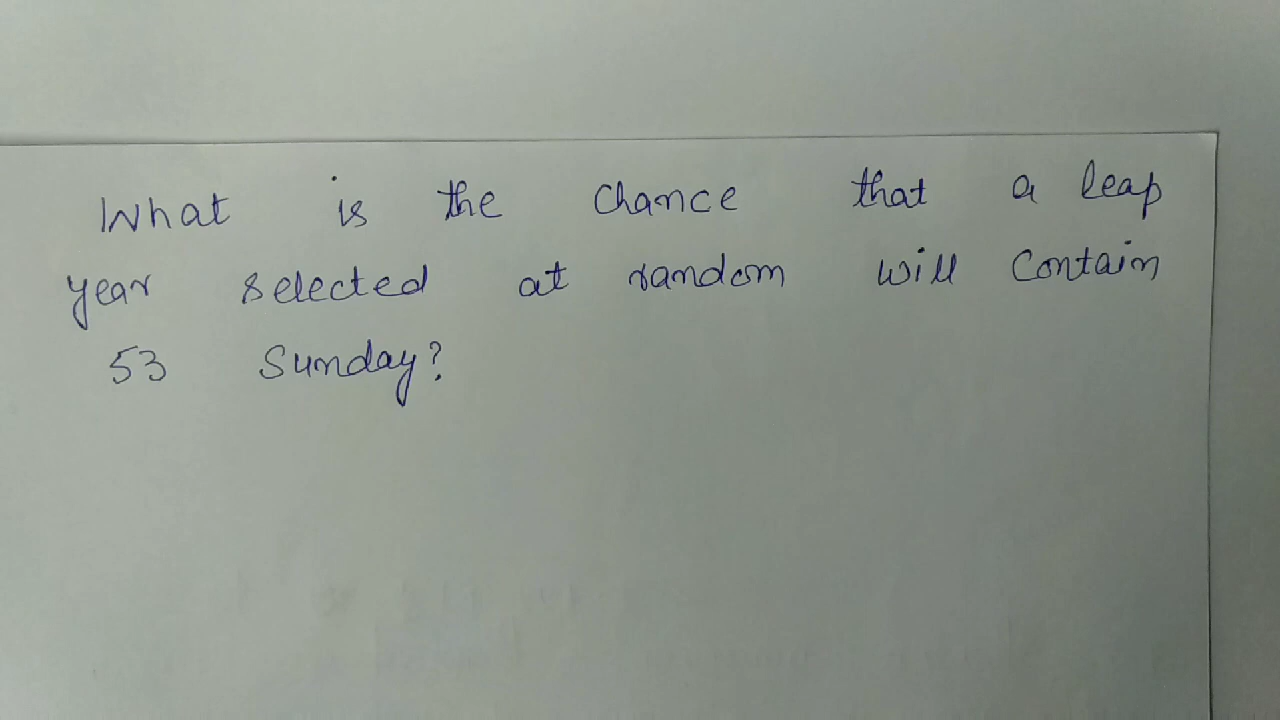 What is the chance that a leap
year selected at random will contain
53 Sunday?